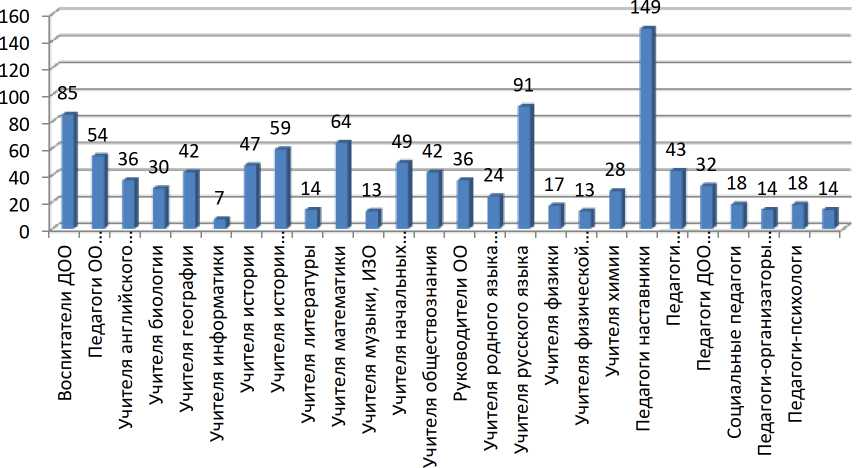 160
140
120
100
80
60
40
20
0
85
54
36
30
42
7
47
59
14
64
13
49
42
36
24
91
17
13
28
149
43
32
18
14
18
14
Воспитатели ДОО
Педагоги ОО…
Учителя английского…
Учителя биологии
Учителя географии
Учителя информатики
Учителя истории
Учителя истории…
Учителя литературы
Учителя математики
Учителя музыки, ИЗО
Учителя начальных…
Учителя обществознания
Руководители ОО
Учителя родного языка…
Учителя русского языка
Учителя физики
Учителя физической…
Учителя химии
Педагоги наставники
Педагоги…
Педагоги ДОО…
Социальные педагоги
Педагоги-организаторы…
Педагоги-психологи